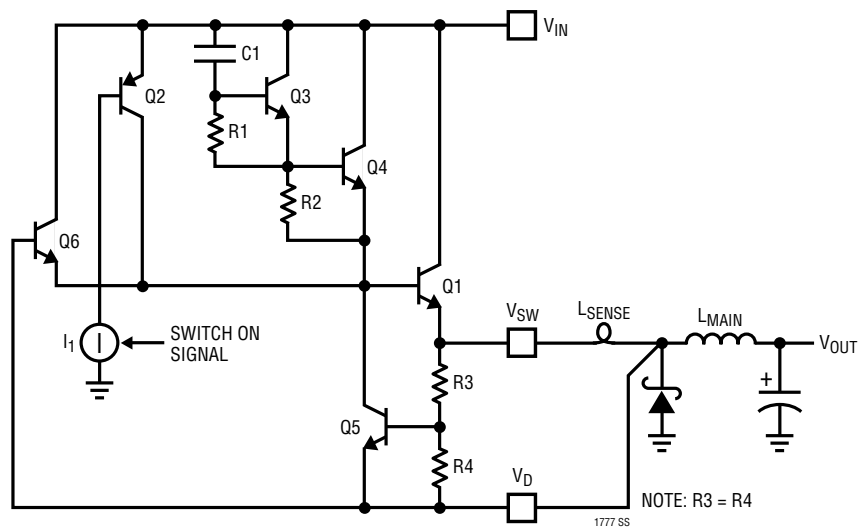 V_IN
C1
Q2
Q3
R1
Q4
R2
Q6
Q1
V_SW
L_SENSE
L_MAIN
I_1
I
SWITCH ON
SIGNAL
V_OUT
+
R3
Q5
R4
V_D
NOTE: R3 = R4
1777 SS